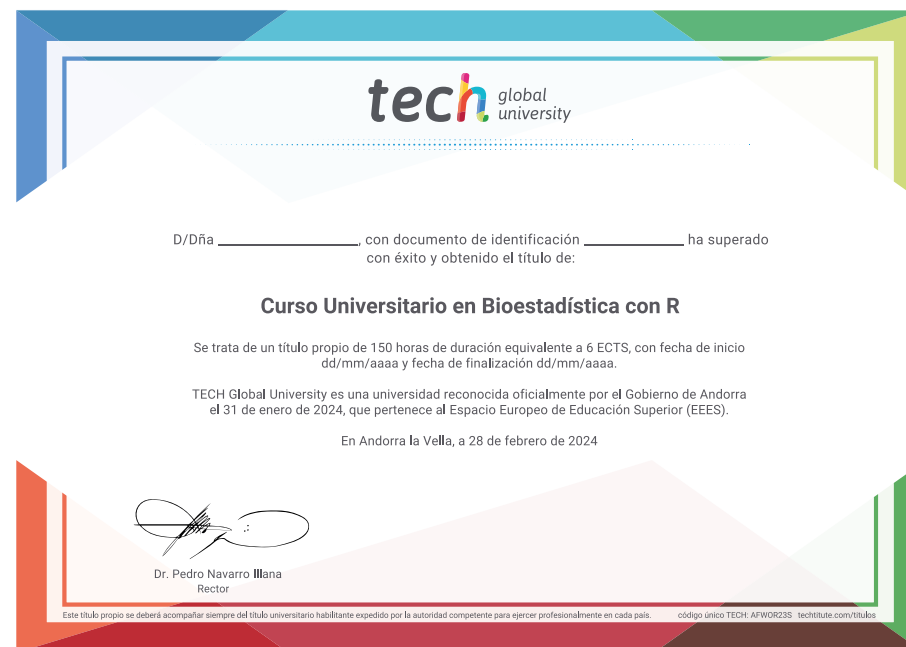 tech global university
D/Dña ____________, con documento de identificación ____________ ha superado
con éxito y obtenido el título de:
Curso Universitario en Bioestadística con R
Se trata de un título propio de 150 horas de duración equivalente a 6 ECTS, con fecha de inicio
dd/mm/aaaa y fecha de finalización dd/mm/aaaa.
TECH Global University es una universidad reconocida oficialmente por el Gobierno de Andorra
el 31 de enero de 2024, que pertenece al Espacio Europeo de Educación Superior (EEES).
En Andorra la Vella, a 28 de febrero de 2024
Dr. Pedro Navarro Illana
Rector
Este título propio se deberá acompañar siempre del título universitario habilitante expedido por la autoridad competente para ejercer profesionalmente en cada país. código único TECH: AFWOR23S techtitute.com/titulos